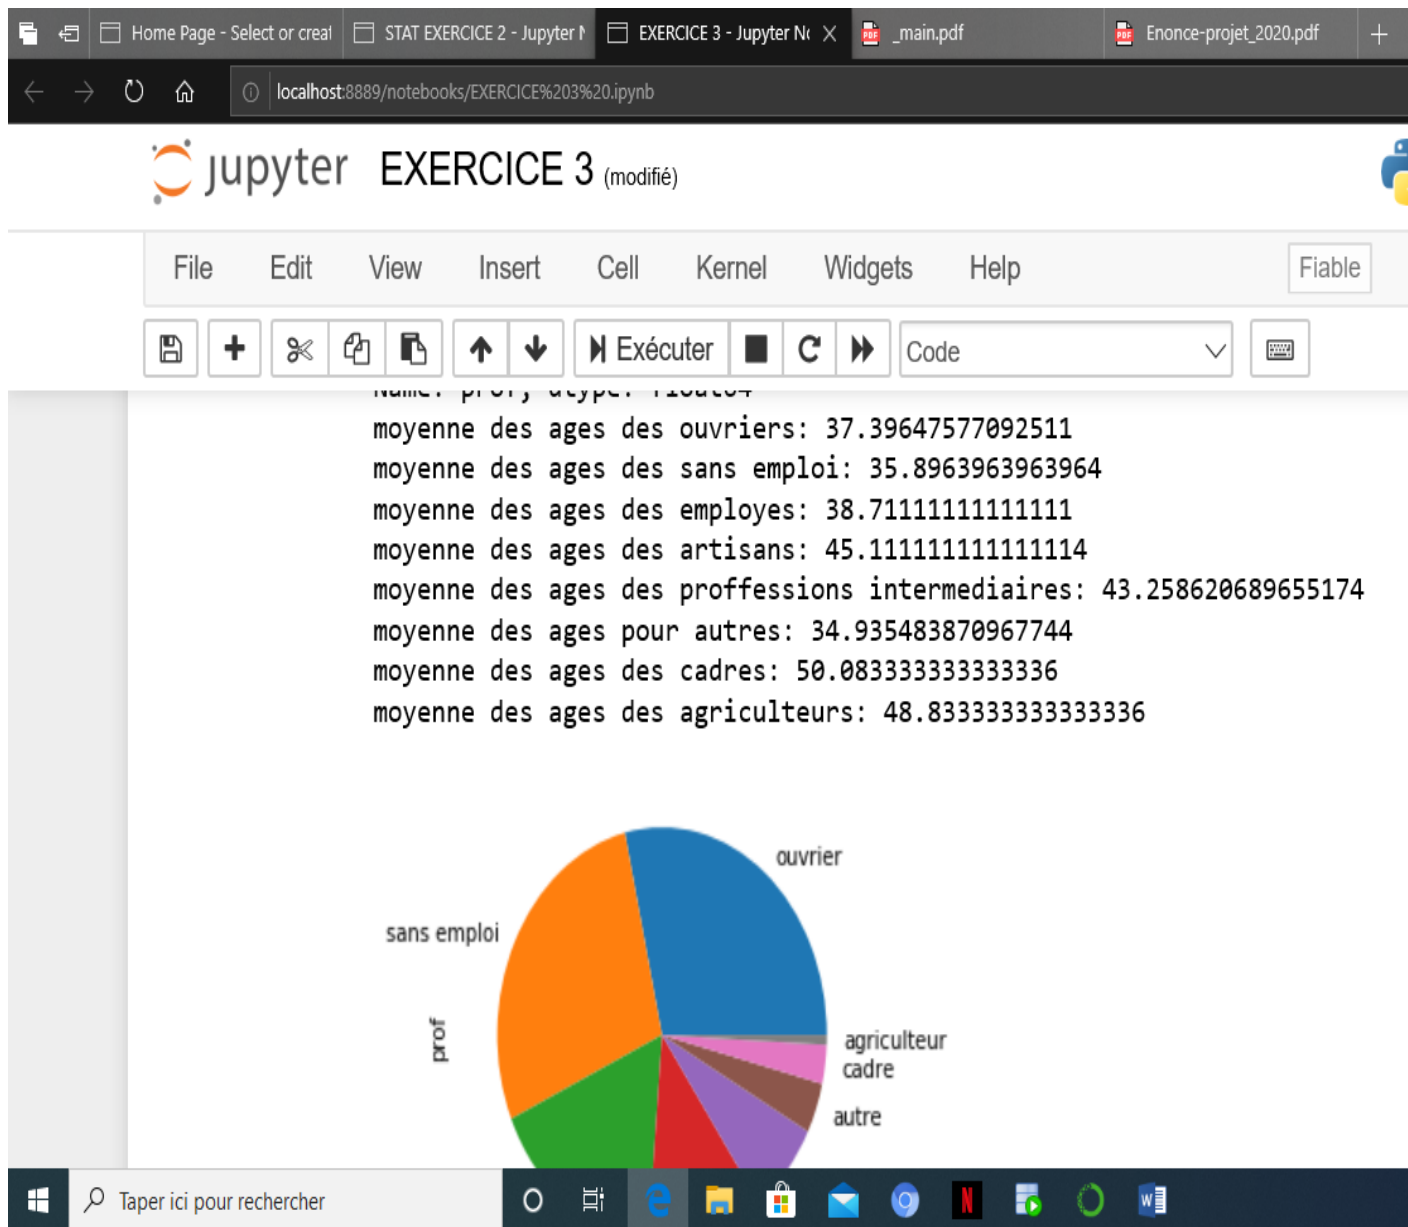 Home Page - Select or creat
STAT EXERCICE 2 - Jupyter N
EXERCICE 3 - Jupyter No
_main.pdf
Enonce-projet_2020.pdf
localhost:8889/notebooks/EXERCICE%203%20.ipynb
jupyter EXERCICE 3 (modifié)
File Edit View Insert Cell Kernel Widgets Help Fiable
Exécuter Code
Name: prof, dtype: float64
moyenne des ages des ouvriers: 37.39647577092511
moyenne des ages des sans emploi: 35.8963963963964
moyenne des ages des employes: 38.71111111111111
moyenne des ages des artisans: 45.111111111111114
moyenne des ages des proffessions intermediaires: 43.258620689655174
moyenne des ages pour autres: 34.935483870967744
moyenne des ages des cadres: 50.083333333333336
moyenne des ages des agriculteurs: 48.833333333333336
ouvrier
sans emploi
prof
agriculteur
cadre
autre
Taper ici pour rechercher